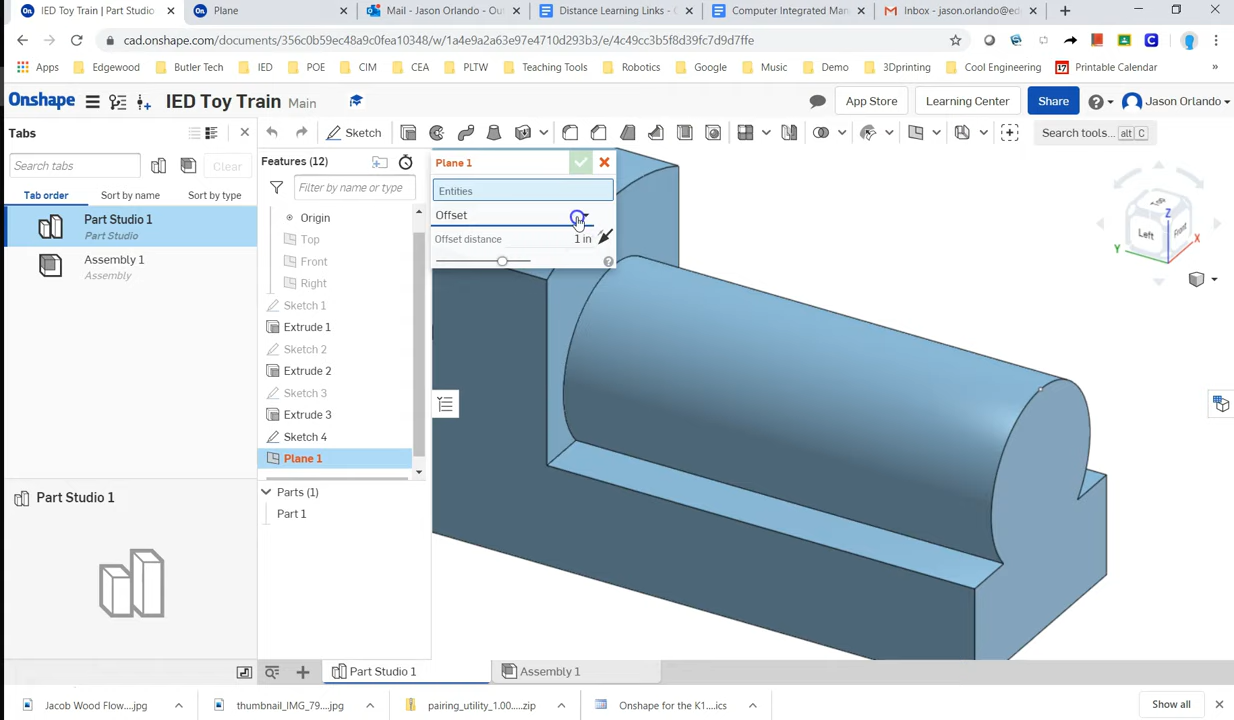 IED Toy Train | Part Studio
Plane
Mail - Jason Orlando - Out
Distance Learning Links - G
Computer Integrated Man
Inbox - jason.orlando@ed
cad.onshape.com/documents/356c0b59ec48a9c0fea10348/w/1a4e9a2a63e97e4710d293b3/e/4c49cc3b5f8d39fc7d9d7ffe
Apps
Edgewood
Butler Tech
IED
POE
CIM
CEA
PLTW
Teaching Tools
Robotics
Google
Music
Demo
3Dprinting
Cool Engineering
17
Printable Calendar
»
Onshape
IED Toy Train Main
App Store
Learning Center
Share
Jason Orlando
Tabs
Sketch
Search tools...
alt C
Search tabs
Clear
Tab order
Sort by name
Sort by type
Part Studio 1
Part Studio
Assembly 1
Assembly
Features (12)
Filter by name or type
Origin
Top
Front
Right
Sketch 1
Extrude 1
Sketch 2
Extrude 2
Sketch 3
Extrude 3
Sketch 4
Plane 1
Parts (1)
Part 1
Plane 1
Entities
Offset
Offset distance
1 in
Z
Left
Front
X
Y
Part Studio 1
Part Studio 1
Assembly 1
Jacob Wood Flow....jpg
thumbnail_IMG_79....jpg
pairing_utility_1.00....zip
Onshape for the K1....ics
Show all